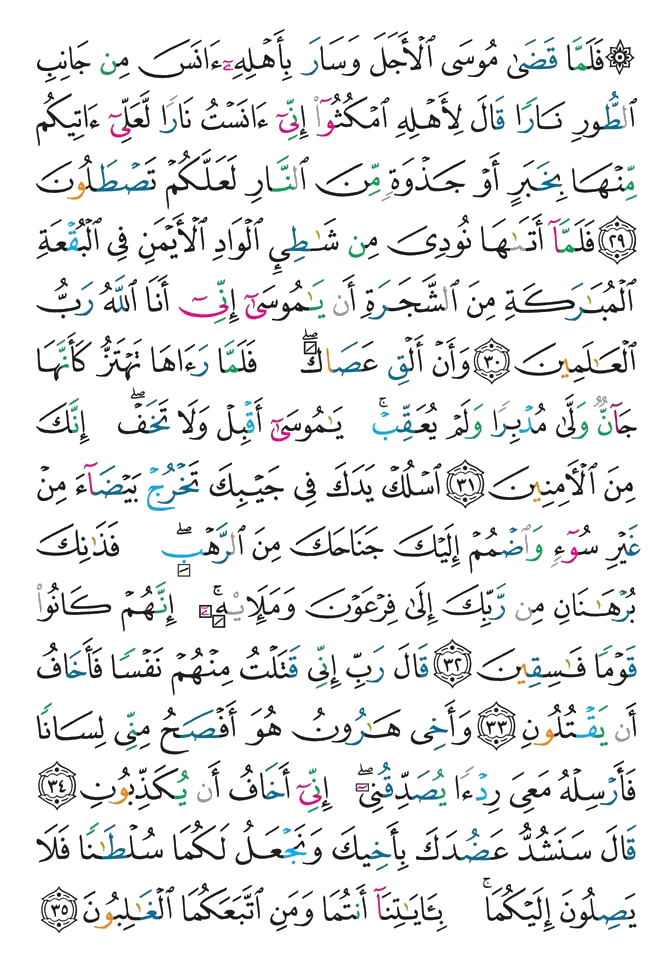 ۞ فَلَمَّا قَضَىٰ مُوسَى ٱلْأَجَلَ وَسَارَ بِأَهْلِهِۦٓ ءَانَسَ مِن جَانِبِ
ٱلطُّورِ نَارًا قَالَ لِأَهْلِهِ ٱمْكُثُوٓا۟ إِنِّىٓ ءَانَسْتُ نَارًا لَّعَلِّىٓ ءَاتِيكُم
مِّنْهَا بِخَبَرٍ أَوْ جَذْوَةٍ مِّنَ ٱلنَّارِ لَعَلَّكُمْ تَصْطَلُونَ
﴿٢٩﴾ فَلَمَّآ أَتَىٰهَا نُودِىَ مِن شَـٰطِئِ ٱلْوَادِ ٱلْأَيْمَنِ فِى ٱلْبُقْعَةِ
ٱلْمُبَـٰرَكَةِ مِنَ ٱلشَّجَرَةِ أَن يَـٰمُوسَىٰٓ إِنِّىٓ أَنَا ٱللَّهُ رَبُّ
ٱلْعَـٰلَمِينَ ﴿٣٠﴾ وَأَنْ أَلْقِ عَصَاكَ ۖ فَلَمَّا رَءَاهَا تَهْتَزُّ كَأَنَّهَا
جَآنٌّ وَلَّىٰ مُدْبِرًا وَلَمْ يُعَقِّبْ ۚ يَـٰمُوسَىٰٓ أَقْبِلْ وَلَا تَخَفْ ۖ إِنَّكَ
مِنَ ٱلْـَٔامِنِينَ ﴿٣١﴾ ٱسْلُكْ يَدَكَ فِى جَيْبِكَ تَخْرُجْ بَيْضَآءَ مِنْ
غَيْرِ سُوٓءٍ وَٱضْمُمْ إِلَيْكَ جَنَاحَكَ مِنَ ٱلرَّهْبِ ۖ فَذَٰنِكَ
بُرْهَـٰنَانِ مِن رَّبِّكَ إِلَىٰ فِرْعَوْنَ وَمَلَإِي۟هِۦٓ ۚ إِنَّهُمْ كَانُوا۟
قَوْمًا فَـٰسِقِينَ ﴿٣٢﴾ قَالَ رَبِّ إِنِّى قَتَلْتُ مِنْهُمْ نَفْسًا فَأَخَافُ
أَن يَقْتُلُونِ ﴿٣٣﴾ وَأَخِى هَـٰرُونُ هُوَ أَفْصَحُ مِنِّى لِسَانًا
فَأَرْسِلْهُ مَعِىَ رِدْءًا يُصَدِّقُنِىٓ ۖ إِنِّىٓ أَخَافُ أَن يُكَذِّبُونِ ﴿٣٤﴾
قَالَ سَنَشُدُّ عَضُدَكَ بِأَخِيكَ وَنَجْعَلُ لَكُمَا سُلْطَـٰنًا فَلَا
يَصِلُونَ إِلَيْكُمَا ۚ بِـَٔايَـٰتِنَآ أَنتُمَا وَمَنِ ٱتَّبَعَكُمَا ٱلْغَـٰلِبُونَ ﴿٣٥﴾